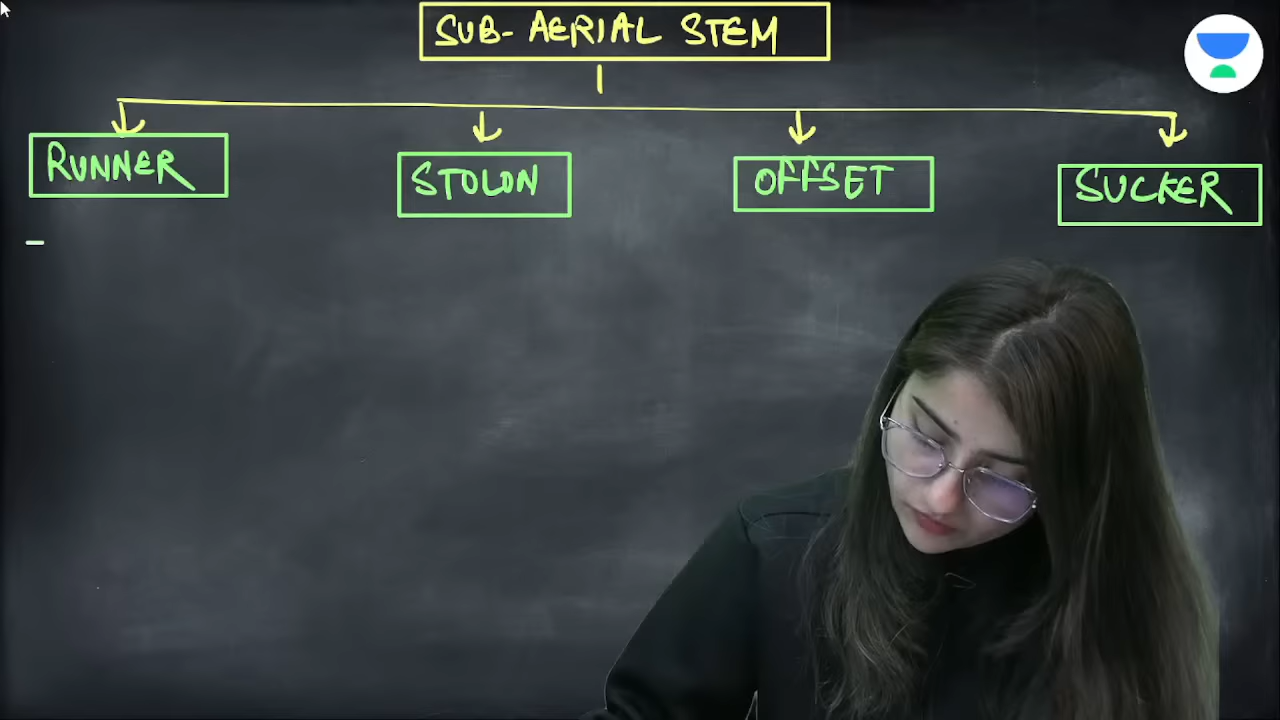 SUB-AERIAL STEM
RUNNER
STOLON
OFFSET
SUCKER
-